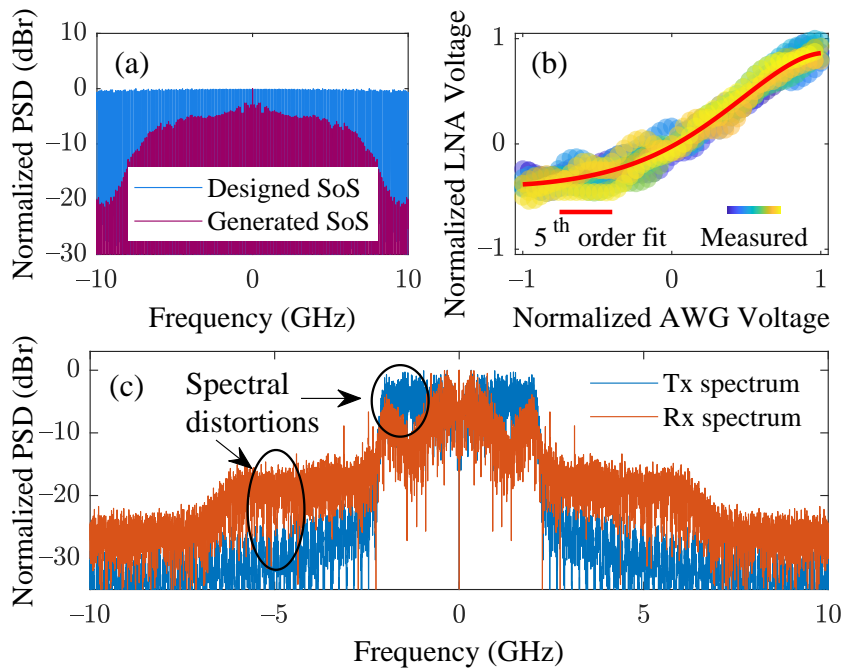 Normalized PSD (dBr)
10
0
−10
−20
−30
(a)
Designed SoS
Generated SoS
−10
0
10
Frequency (GHz)
Normalized LNA Voltage
1
0
−1
(b)
5 th order fit
Measured
−1
0
1
Normalized AWG Voltage
Normalized PSD (dBr)
0
−10
−20
−30
(c)
Spectral
distortions
Tx spectrum
Rx spectrum
−10
−5
0
5
10
Frequency (GHz)